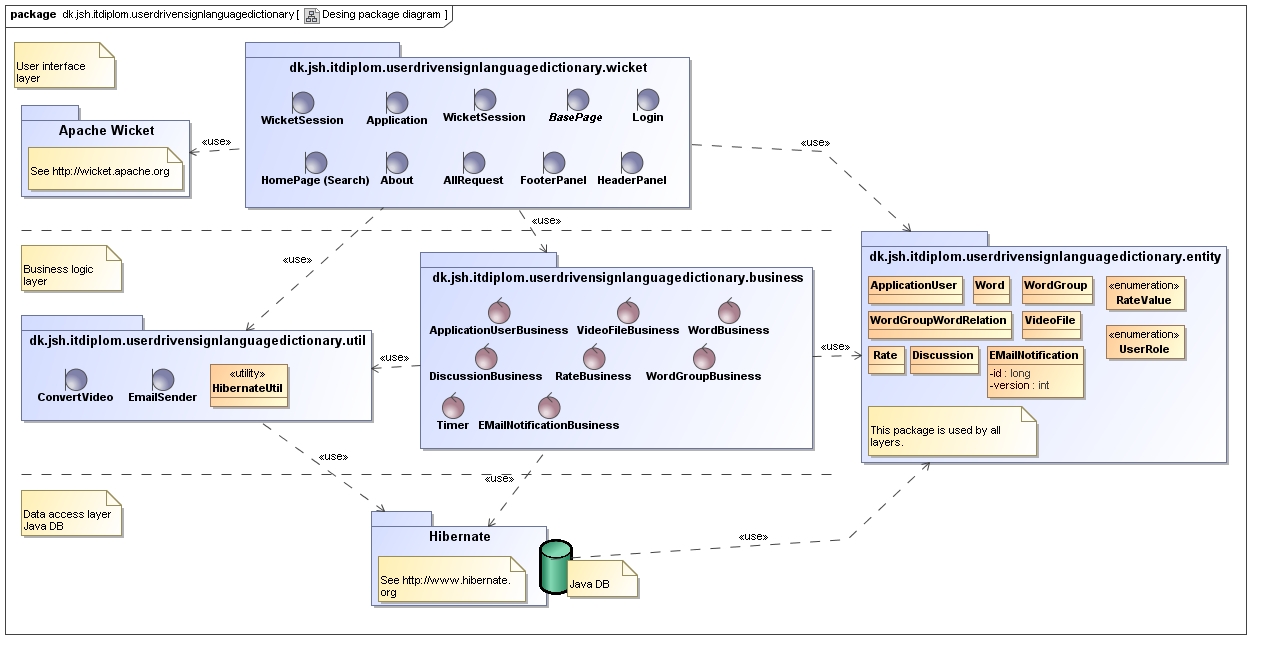 package dk.jsh.itdiplom.userdrivensignlanguagedictionary [ Desing package diagram ]
User interface
layer
dk.jsh.itdiplom.userdrivensignlanguagedictionary.wicket
WicketSession
Application
WicketSession
BasePage
Login
HomePage (Search)
About
AllRequest
FooterPanel
HeaderPanel
Apache Wicket
See http://wicket.apache.org
«use»
«use»
«use»
«use»
Business logic
layer
dk.jsh.itdiplom.userdrivensignlanguagedictionary.business
ApplicationUserBusiness
VideoFileBusiness
WordBusiness
DiscussionBusiness
RateBusiness
WordGroupBusiness
Timer
EMailNotificationBusiness
dk.jsh.itdiplom.userdrivensignlanguagedictionary.util
ConvertVideo
EmailSender
«utility»
HibernateUtil
«use»
«use»
dk.jsh.itdiplom.userdrivensignlanguagedictionary.entity
ApplicationUser
Word
WordGroup
«enumeration»
RateValue
WordGroupWordRelation
VideoFile
«enumeration»
UserRole
Rate
Discussion
EMailNotification
-id : long
-version : int
This package is used by all
layers.
«use»
«use»
Data access layer
Java DB
Hibernate
See http://www.hibernate.
org
Java DB
«use»